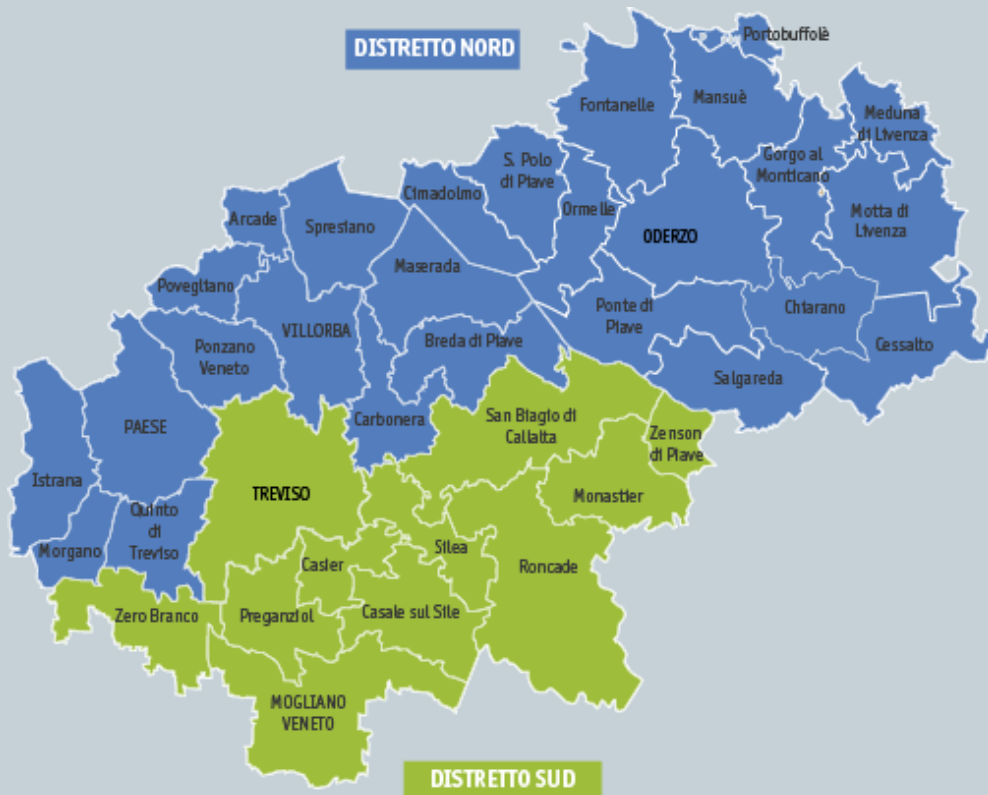 Portobuffolè
DISTRETTO NORD
Fontanelle
Mansuè
Meduna
di Livenza
S. Polo
di Piave
Gorgo al
Monticano
Cimadolmo
Ormelle
Arcade
Spresiano
Motta di
Livenza
ODERZO
Maserada
Povegliano
Ponte di
Piave
Chiarano
VILLORBA
Breda di Piave
Ponzano
Veneto
Cessalto
Salgareda
Carbonera
San Biagio di
Callalta
PAESE
Zenson
di Piave
Istrana
TREVISO
Monastier
Quinto
di
Treviso
Morgano
Silea
Casier
Roncade
Zero Branco
Preganziol
Casale sul Sile
MOGLIANO
VENETO
DISTRETTO SUD